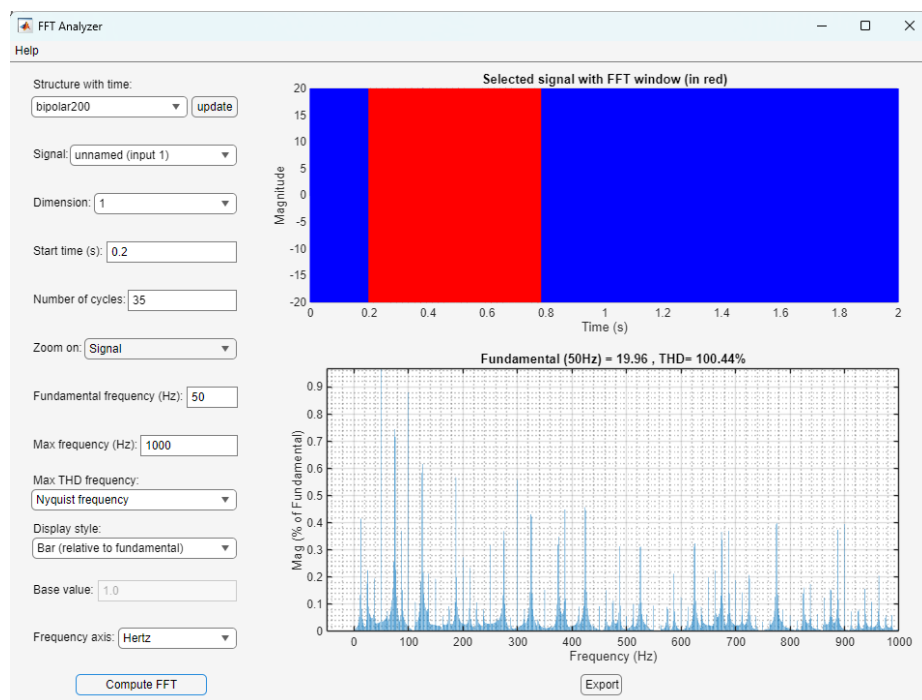 FFT Analyzer
Help
Structure with time:
bipolar200
update
Signal: unnamed (input 1)
Dimension: 1
Start time (s): 0.2
Number of cycles: 35
Zoom on: Signal
Fundamental frequency (Hz): 50
Max frequency (Hz): 1000
Max THD frequency:
Nyquist frequency
Display style:
Bar (relative to fundamental)
Base value: 1.0
Frequency axis: Hertz
Compute FFT
Selected signal with FFT window (in red)
20
15
10
5
0
-5
-10
-15
-20
Magnitude
0 0.2 0.4 0.6 0.8 1 1.2 1.4 1.6 1.8 2
Time (s)
Fundamental (50Hz) = 19.96 , THD= 100.44%
0.9
0.8
0.7
0.6
0.5
0.4
0.3
0.2
0.1
0
Mag (% of Fundamental)
0 100 200 300 400 500 600 700 800 900 1000
Frequency (Hz)
Export